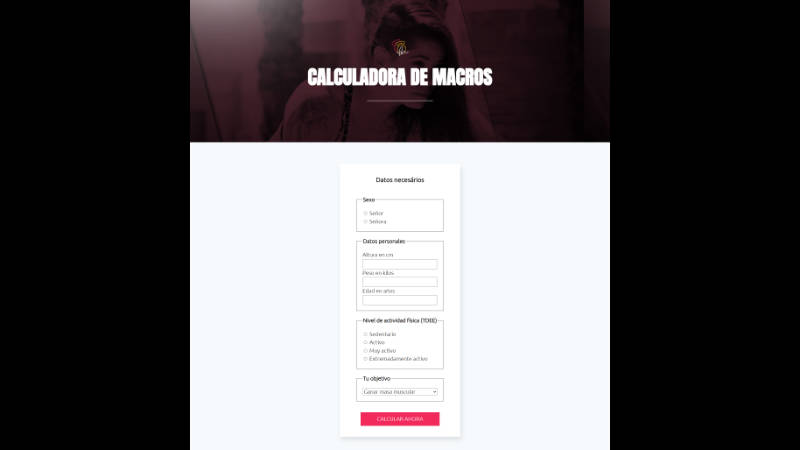 CALCULADORA DE MACROS
Datos necesários
Sexo
Señor
Señora
Datos personales
Altura en cm
Peso en kilos
Edad en años
Nivel de actividad física (TDEE)
Sedentario
Activo
Muy activo
Extremadamente activo
Tu objetivo
Ganar masa muscular
CALCULAR AHORA